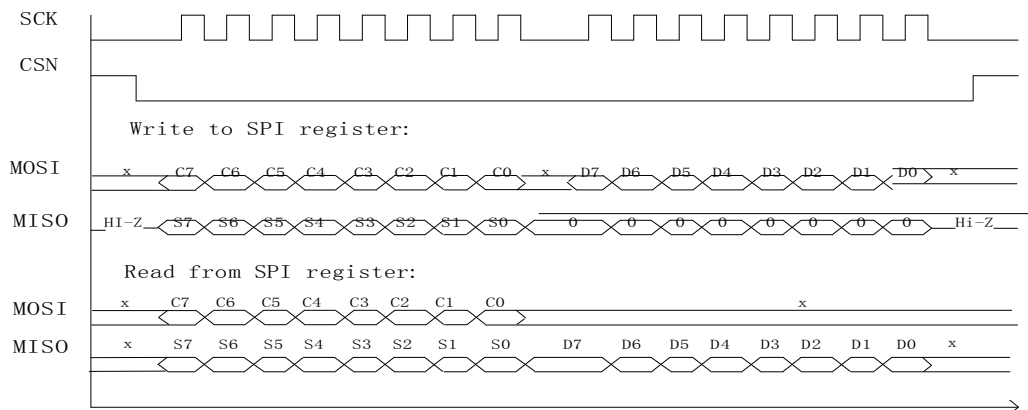 SCK
CSN
Write to SPI register:
MOSI x C7 C6 C5 C4 C3 C2 C1 C0 x D7 D6 D5 D4 D3 D2 D1 D0 x
MISO HI-Z S7 S6 S5 S4 S3 S2 S1 S0 0 0 0 0 0 0 0 0 Hi-Z
Read from SPI register:
MOSI x C7 C6 C5 C4 C3 C2 C1 C0 x
MISO x S7 S6 S5 S4 S3 S2 S1 S0 D7 D6 D5 D4 D3 D2 D1 D0 x